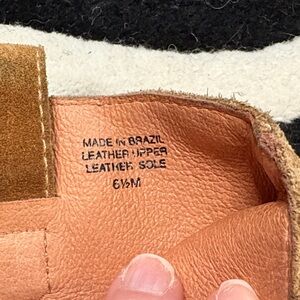 MADE IN BRAZIL
LEATHER UPPER
LEATHER SOLE
6½M